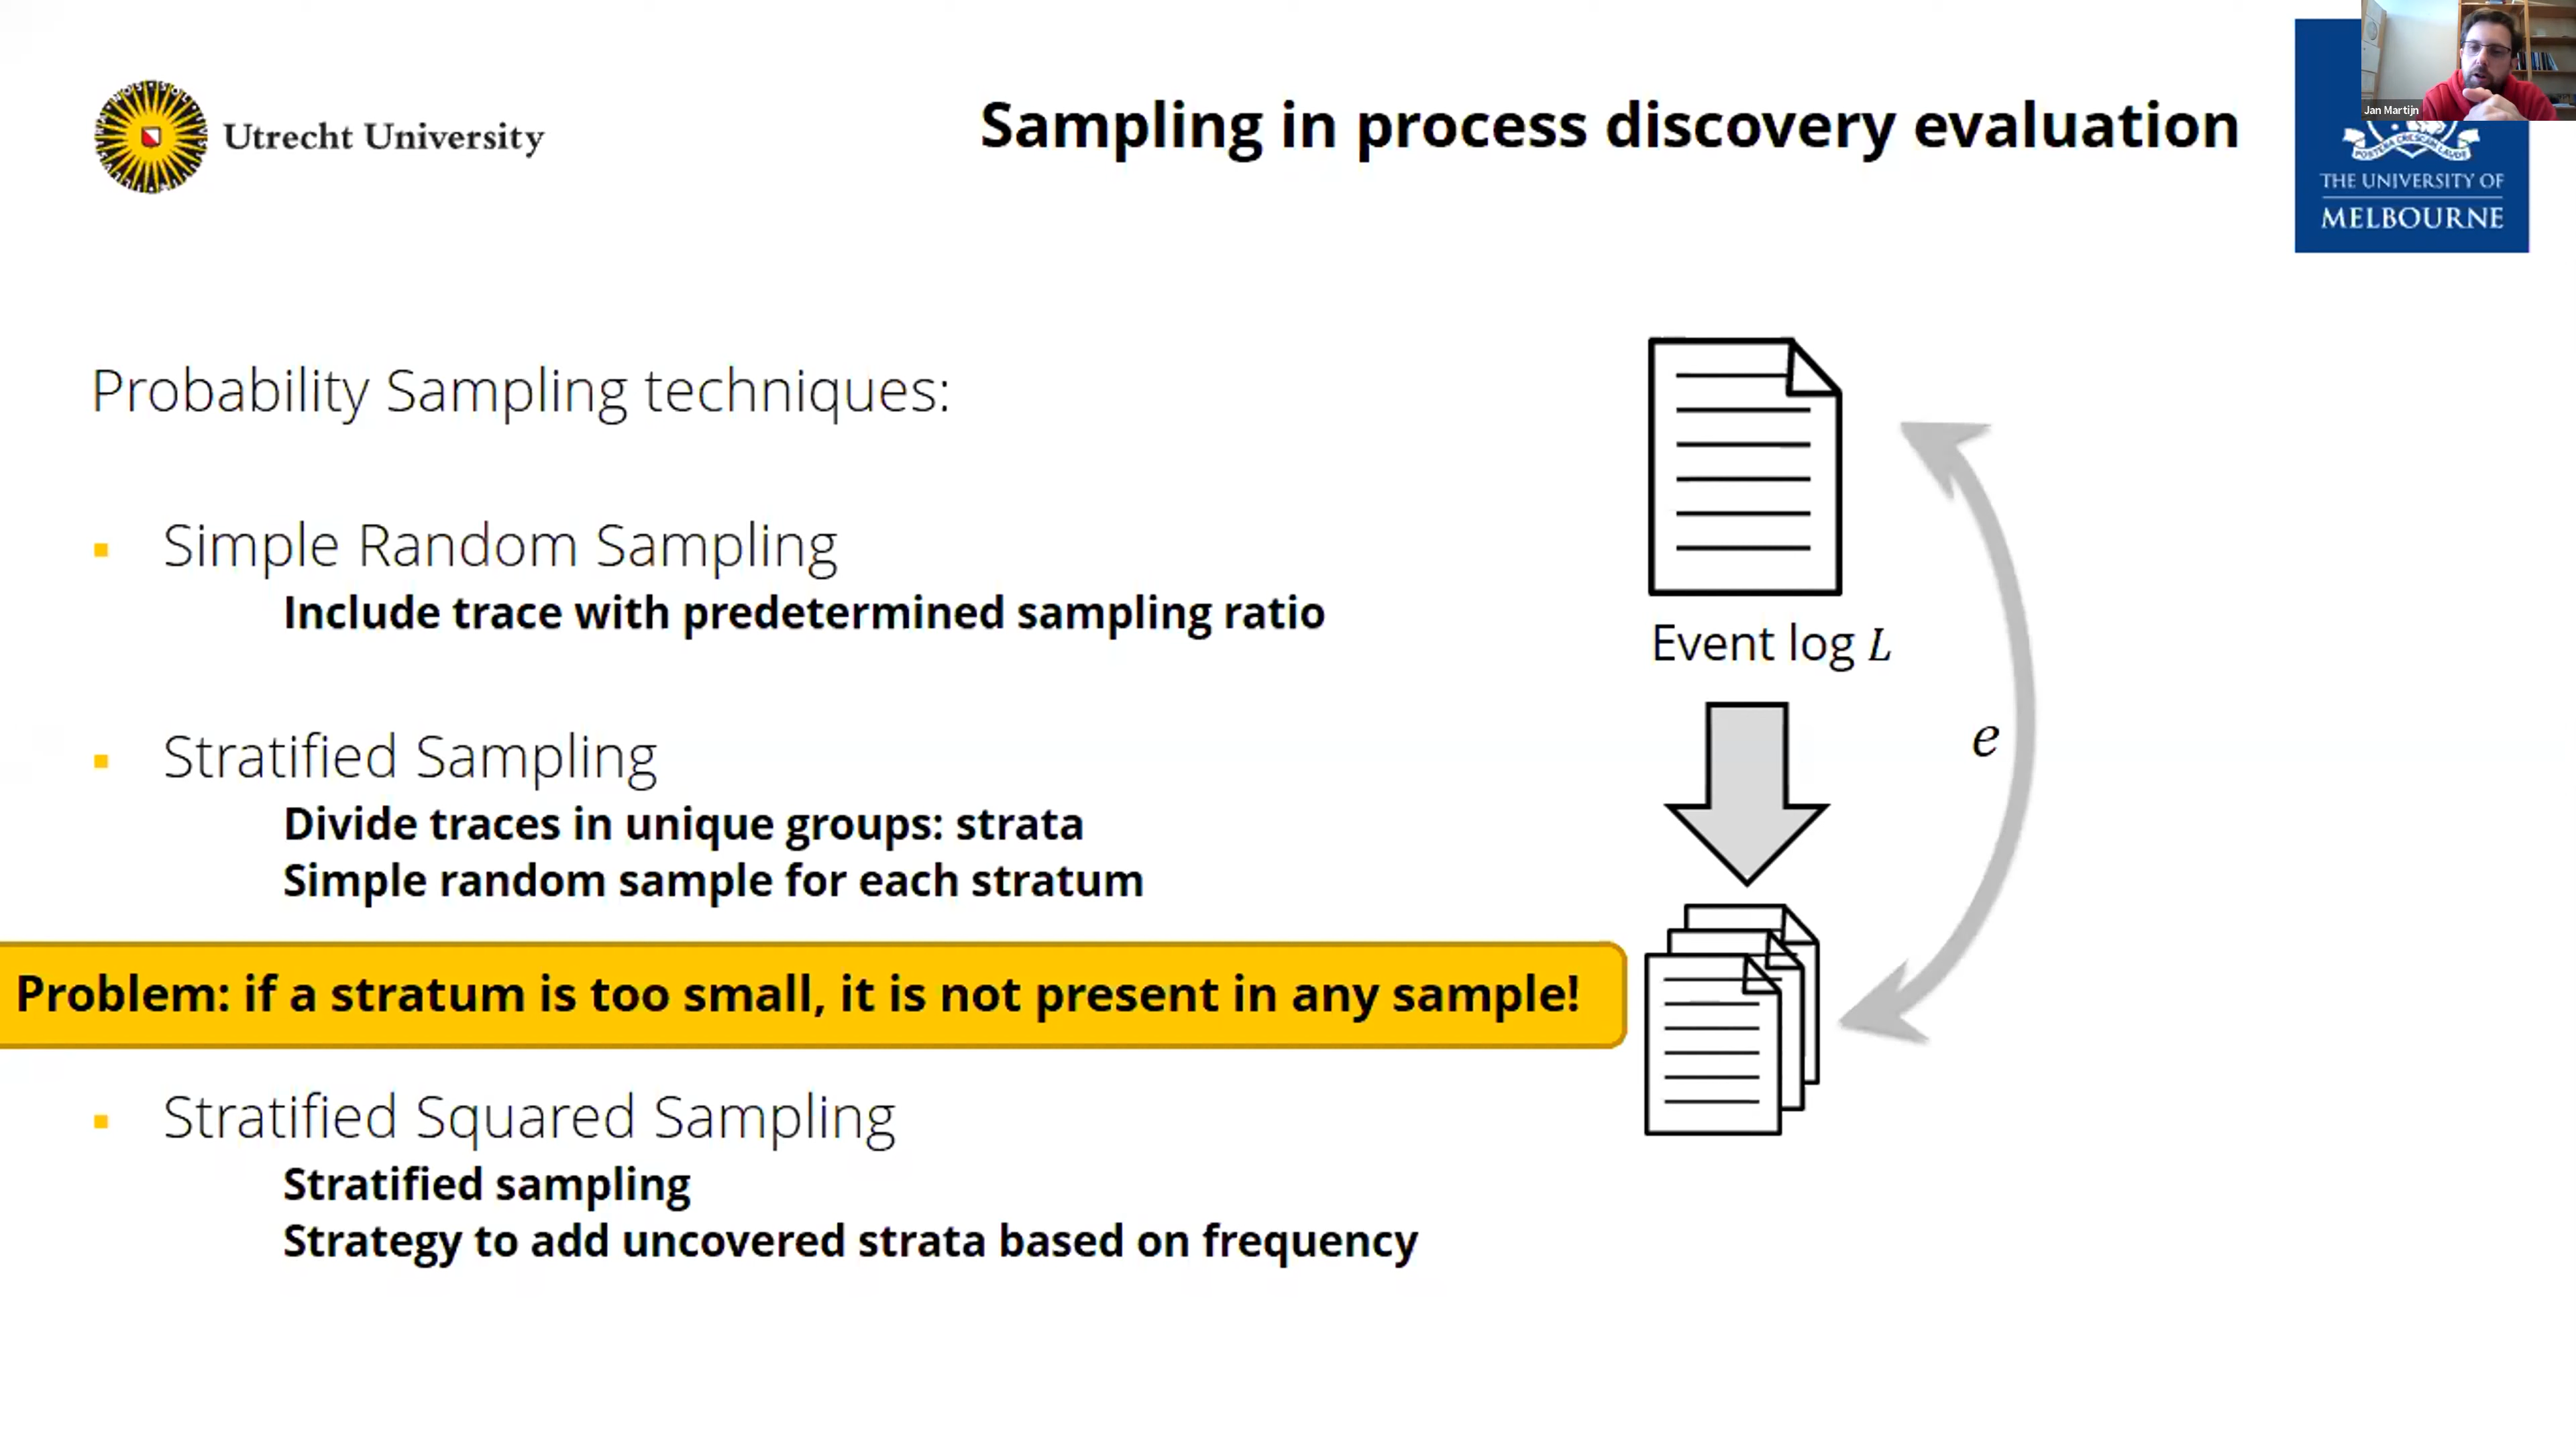 Utrecht University
Sampling in process discovery evaluation
Jan Martijn
POSTERA CRESCAM LAUDE
THE UNIVERSITY OF
MELBOURNE
Probability Sampling techniques:
Simple Random Sampling
Include trace with predetermined sampling ratio
Stratified Sampling
Divide traces in unique groups: strata
Simple random sample for each stratum
Problem: if a stratum is too small, it is not present in any sample!
Stratified Squared Sampling
Stratified sampling
Strategy to add uncovered strata based on frequency
Event log L
e